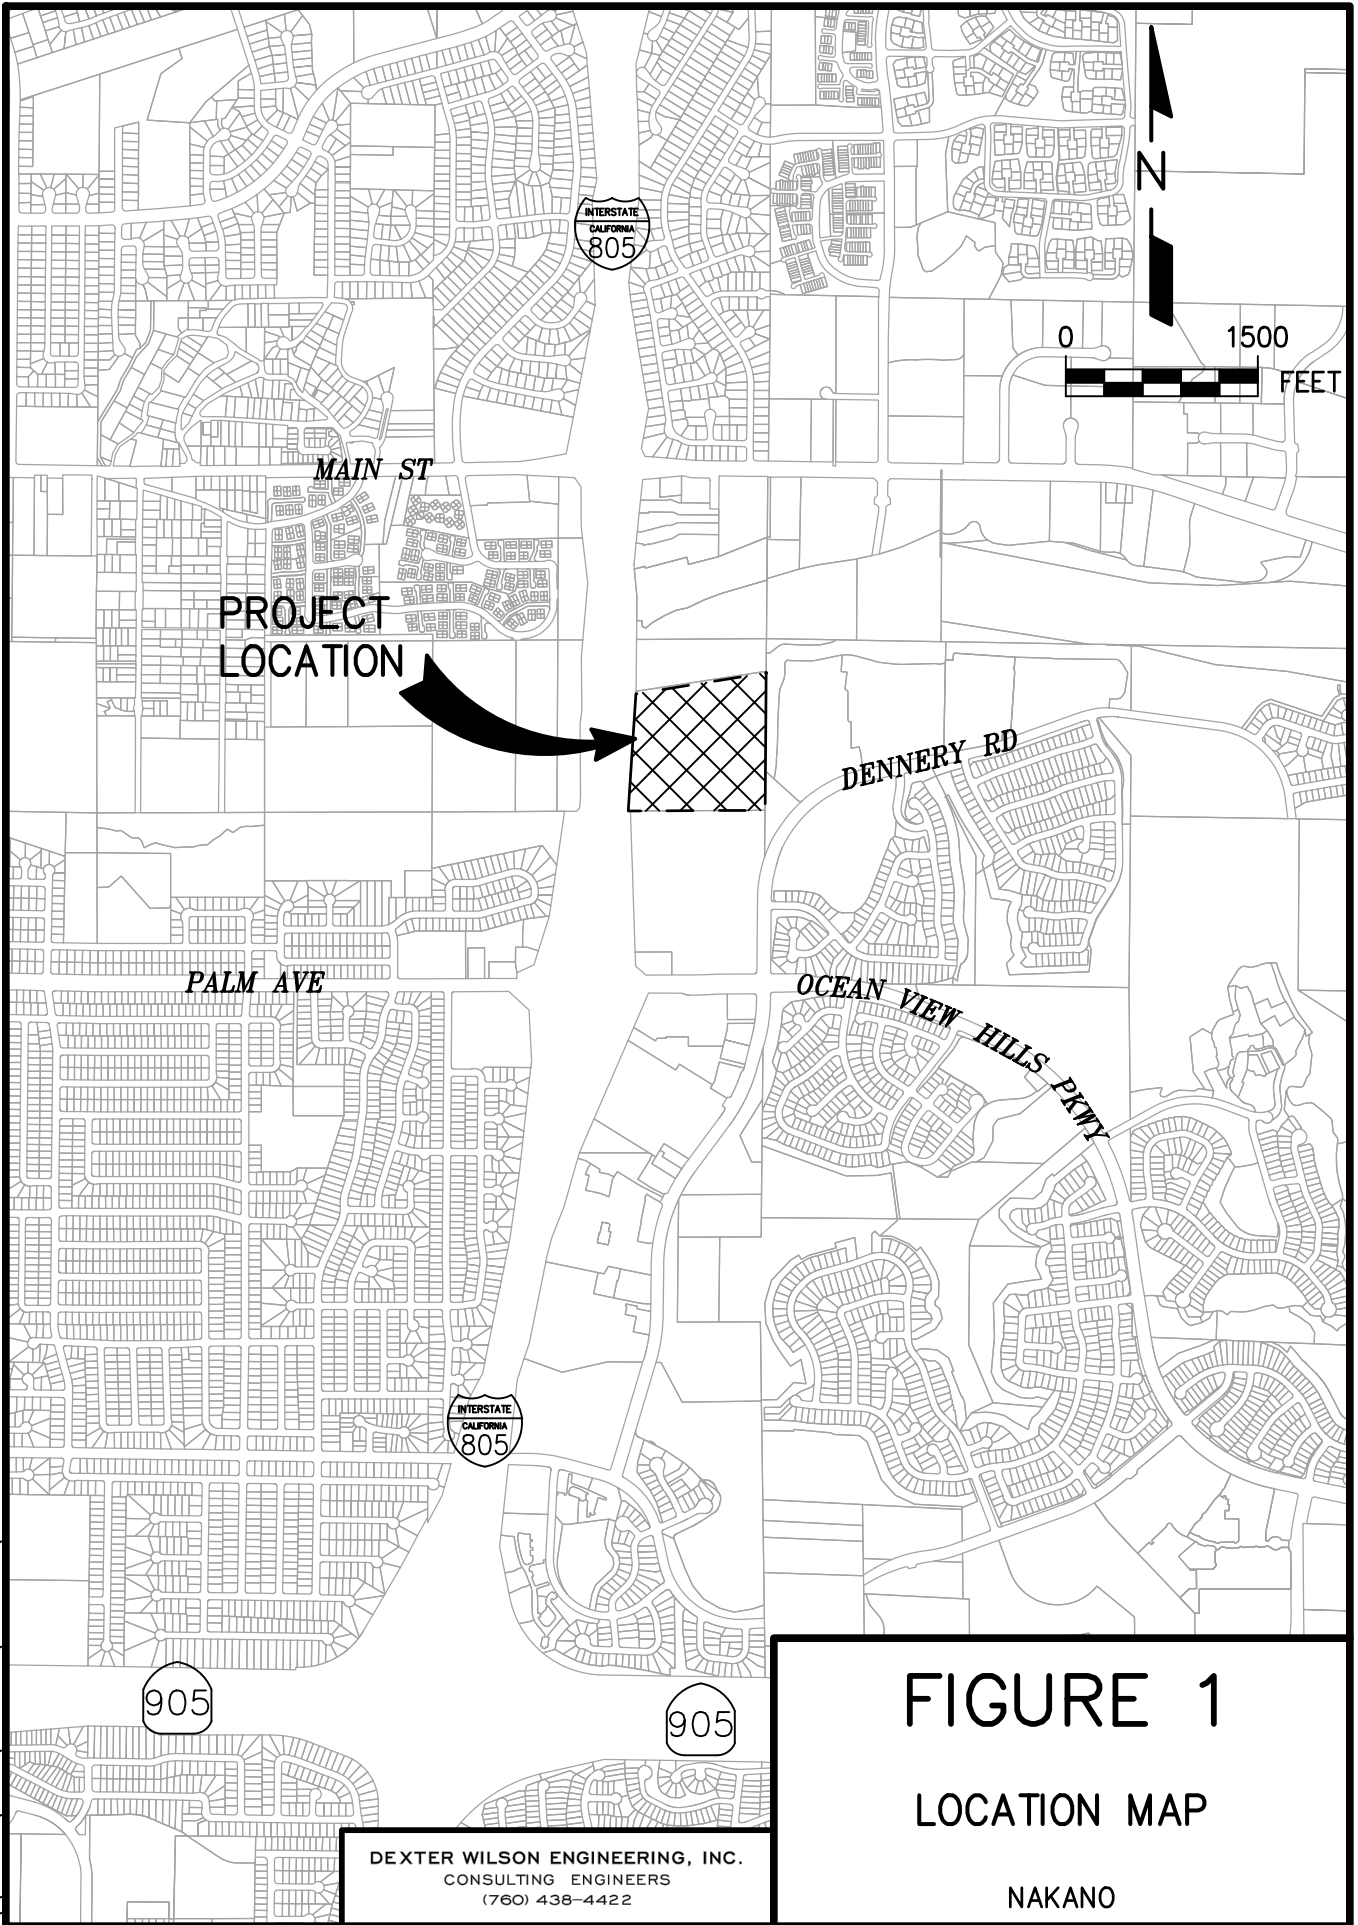 INTERSTATE
CALIFORNIA
805
N
0 1500
FEET
MAIN ST
PROJECT
LOCATION
DENNERY RD
PALM AVE
OCEAN VIEW HILLS PKWY
INTERSTATE
CALIFORNIA
805
905
905
FIGURE 1
LOCATION MAP
NAKANO
DEXTER WILSON ENGINEERING, INC.
CONSULTING ENGINEERS
(760) 438-4422